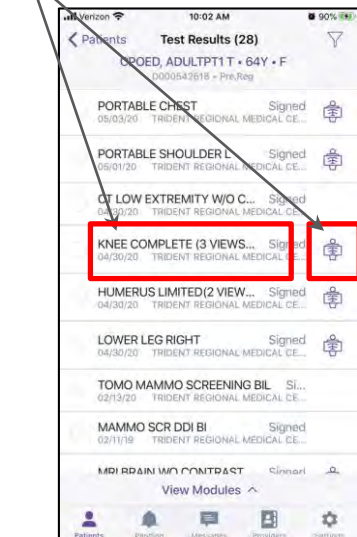 Verizon 10:02 AM 90%
Patients Test Results (28)
CPOED, ADULTPT1 T • 64Y • F
0000542618 - Pre.Reg
PORTABLE CHEST Signed
05/03/20 TRIDENT REGIONAL MEDICAL CE...
PORTABLE SHOULDER L Signed
05/01/20 TRIDENT REGIONAL MEDICAL CE...
CT LOW EXTREMITY W/O C... Signed
04/30/20 TRIDENT REGIONAL MEDICAL CE...
KNEE COMPLETE (3 VIEWS... Signed
04/30/20 TRIDENT REGIONAL MEDICAL CE...
HUMERUS LIMITED(2 VIEW... Signed
04/30/20 TRIDENT REGIONAL MEDICAL CE...
LOWER LEG RIGHT Signed
04/30/20 TRIDENT REGIONAL MEDICAL CE...
TOMO MAMMO SCREENING BIL Si...
02/13/20 TRIDENT REGIONAL MEDICAL CE...
MAMMO SCR DDI BI Signed
02/11/19 TRIDENT REGIONAL MEDICAL CE...
MRI BRAIN WO CONTRAST Signed
View Modules
Patients Messages Providers Settings